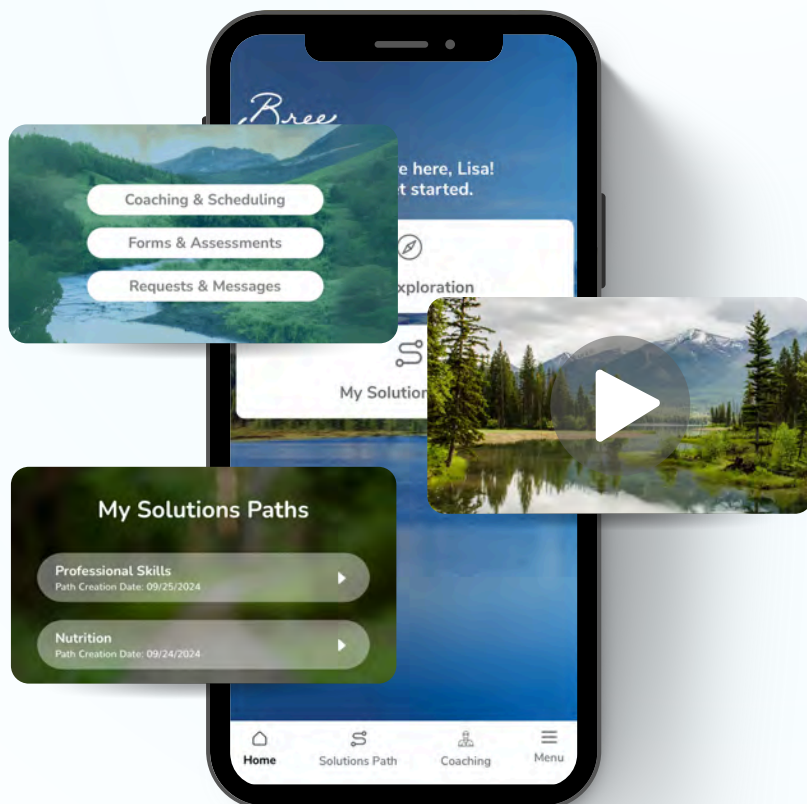 Bree
e here, Lisa!
t started.
Coaching & Scheduling
Forms & Assessments
Requests & Messages
xploration
My Solution
My Solutions Paths
Professional Skills
Path Creation Date: 09/25/2024
Nutrition
Path Creation Date: 09/24/2024
Home
Solutions Path
Coaching
Menu